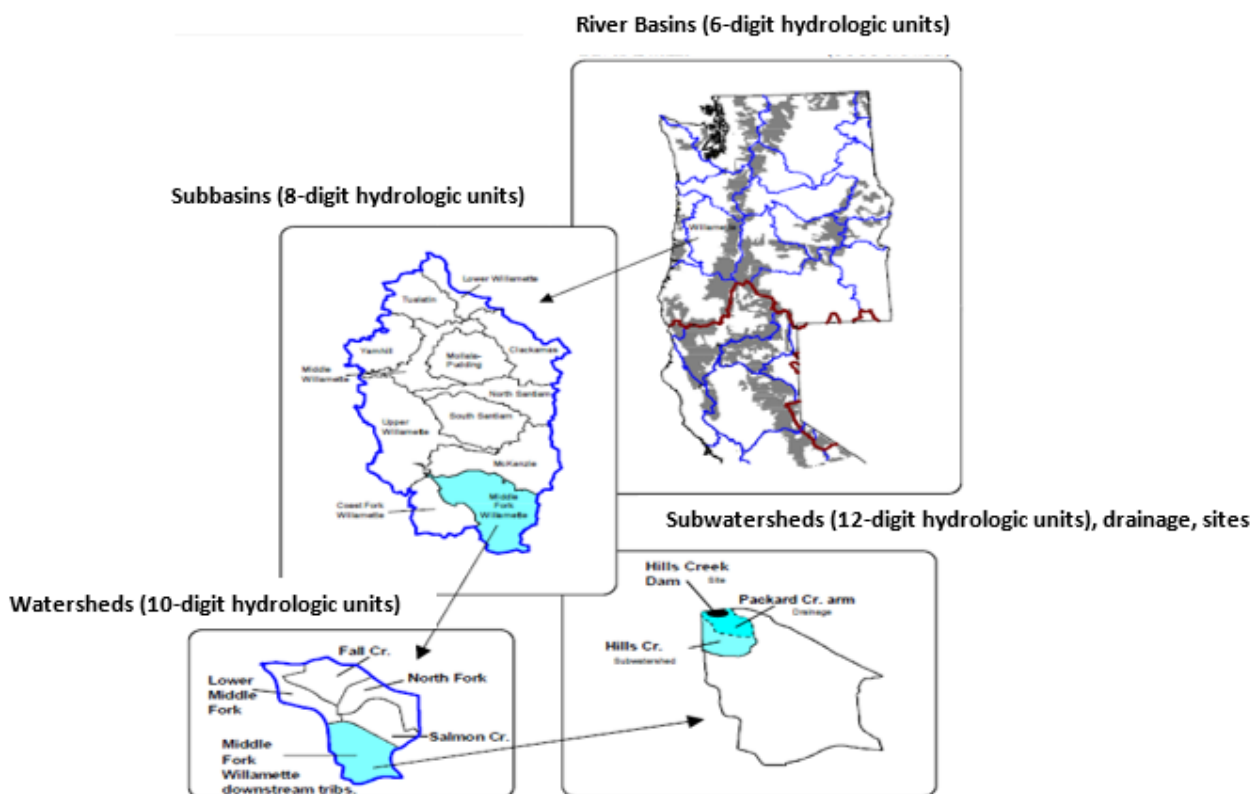 River Basins (6-digit hydrologic units)
Willamette
Subbasins (8-digit hydrologic units)
Lower Willamette
Tualatin
Yamhill
Mollala-
Pudding
Clackamas
Middle
Willamette
North Santiam
South Santiam
Upper
Willamette
McKenzie
Coast Fork
Willamette
Middle
Fork
Willamette
Subwatersheds (12-digit hydrologic units), drainage, sites
Hills Creek
Dam
Site
Packard Cr. arm
Drainage
Hills Cr.
Subwatershed
Watersheds (10-digit hydrologic units)
Fall Cr.
North Fork
Lower
Middle
Fork
Salmon Cr.
Middle
Fork
Willamette
downstream tribs.